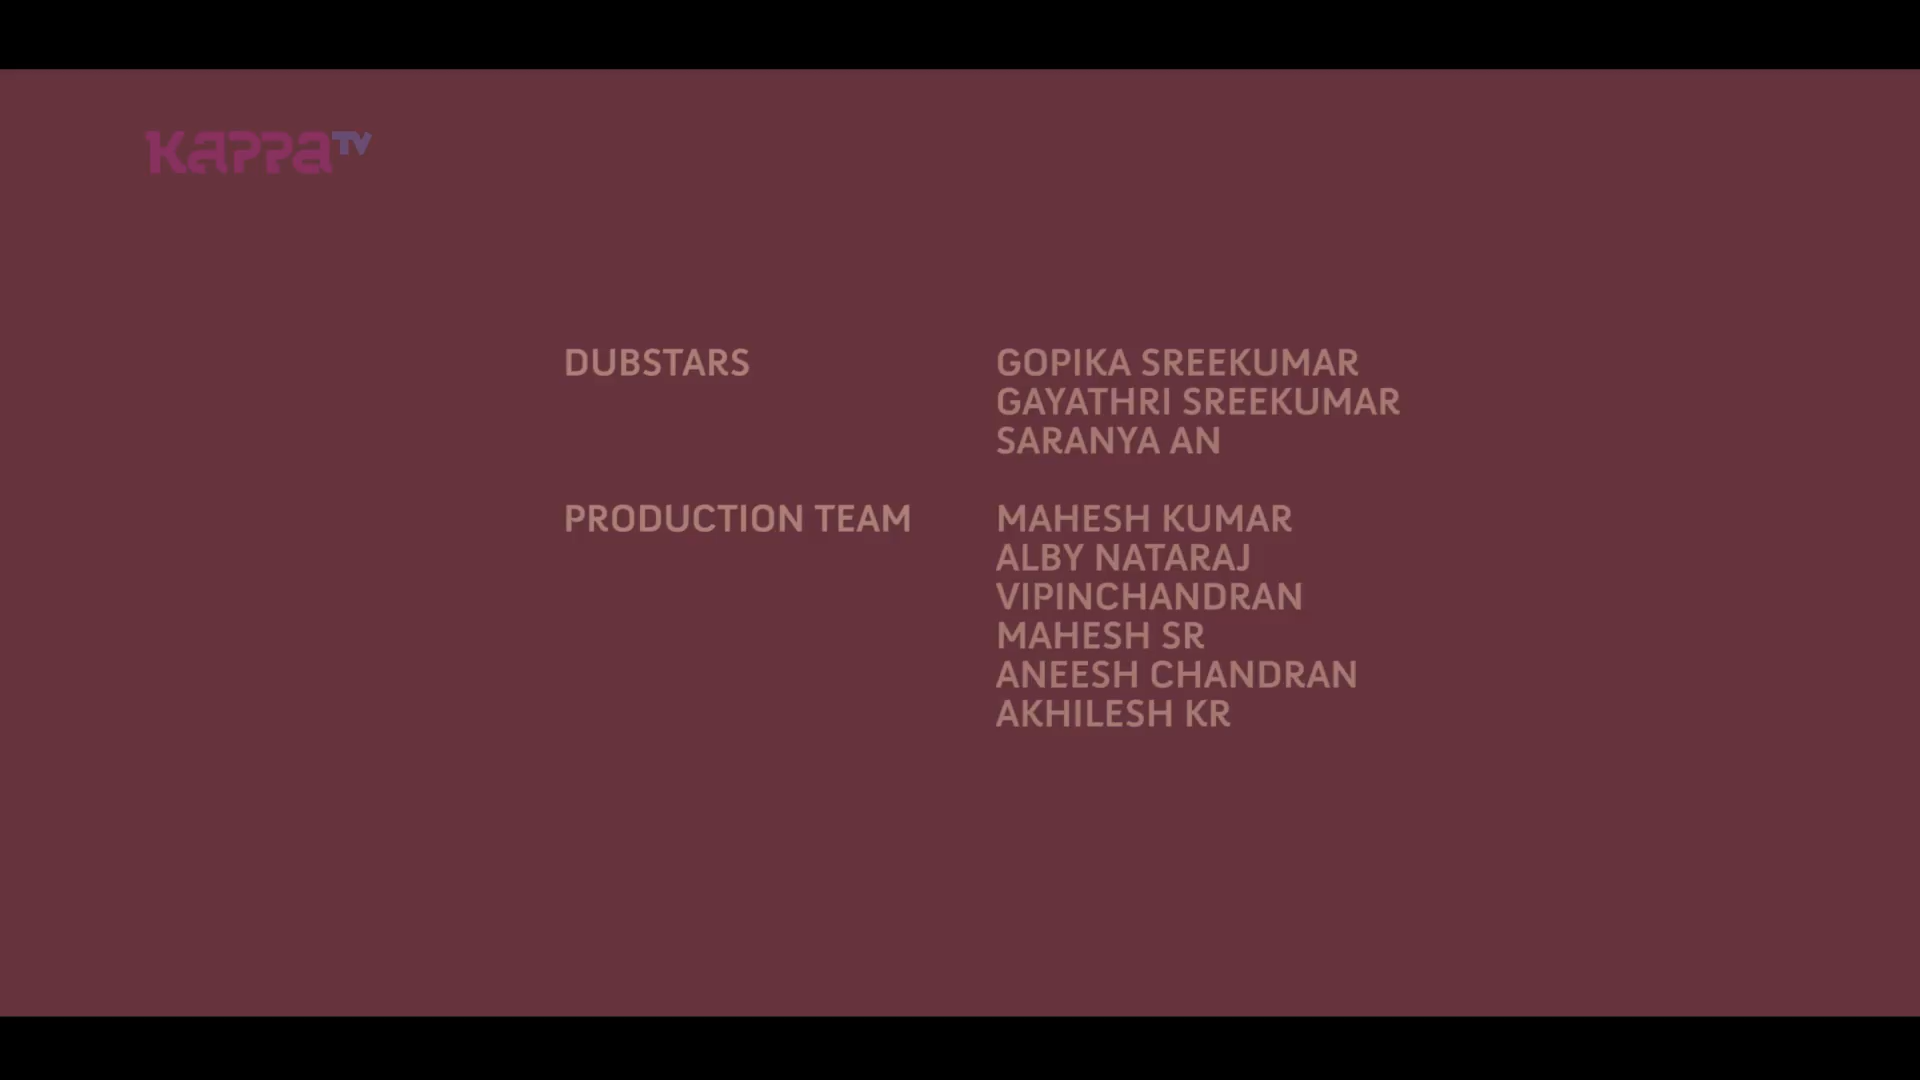 KAPPA TV
DUBSTARS GOPIKA SREEKUMAR
GAYATHRI SREEKUMAR
SARANYA AN
PRODUCTION TEAM MAHESH KUMAR
ALBY NATARAJ
VIPINCHANDRAN
MAHESH SR
ANEESH CHANDRAN
AKHILESH KR